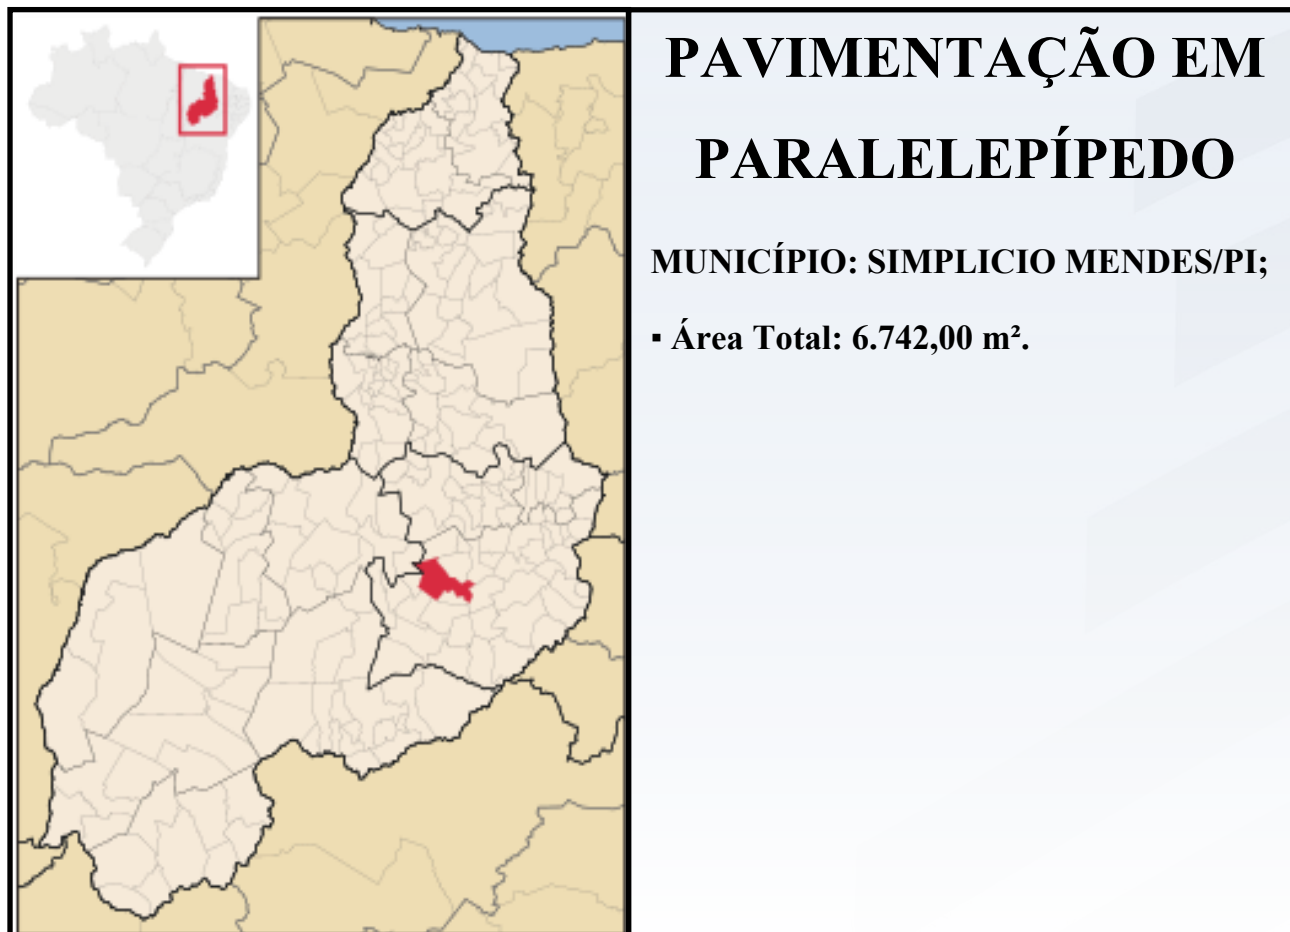 PAVIMENTAÇÃO EM
PARALELEPÍPEDO
MUNICÍPIO: SIMPLICIO MENDES/PI;
▪ Área Total: 6.742,00 m².